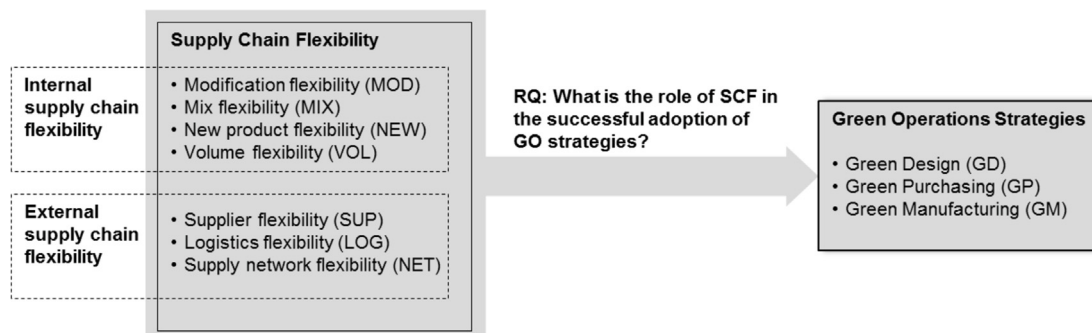 Supply Chain Flexibility
Internal
supply chain
flexibility
• Modification flexibility (MOD)
• Mix flexibility (MIX)
• New product flexibility (NEW)
• Volume flexibility (VOL)
External
supply chain
flexibility
• Supplier flexibility (SUP)
• Logistics flexibility (LOG)
• Supply network flexibility (NET)
RQ: What is the role of SCF in
the successful adoption of
GO strategies?
Green Operations Strategies
• Green Design (GD)
• Green Purchasing (GP)
• Green Manufacturing (GM)